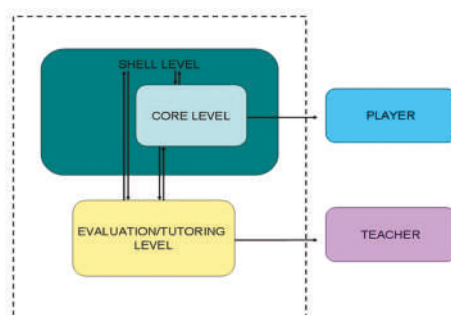 SHELL LEVEL
CORE LEVEL
PLAYER
EVALUATION/TUTORING
LEVEL
TEACHER